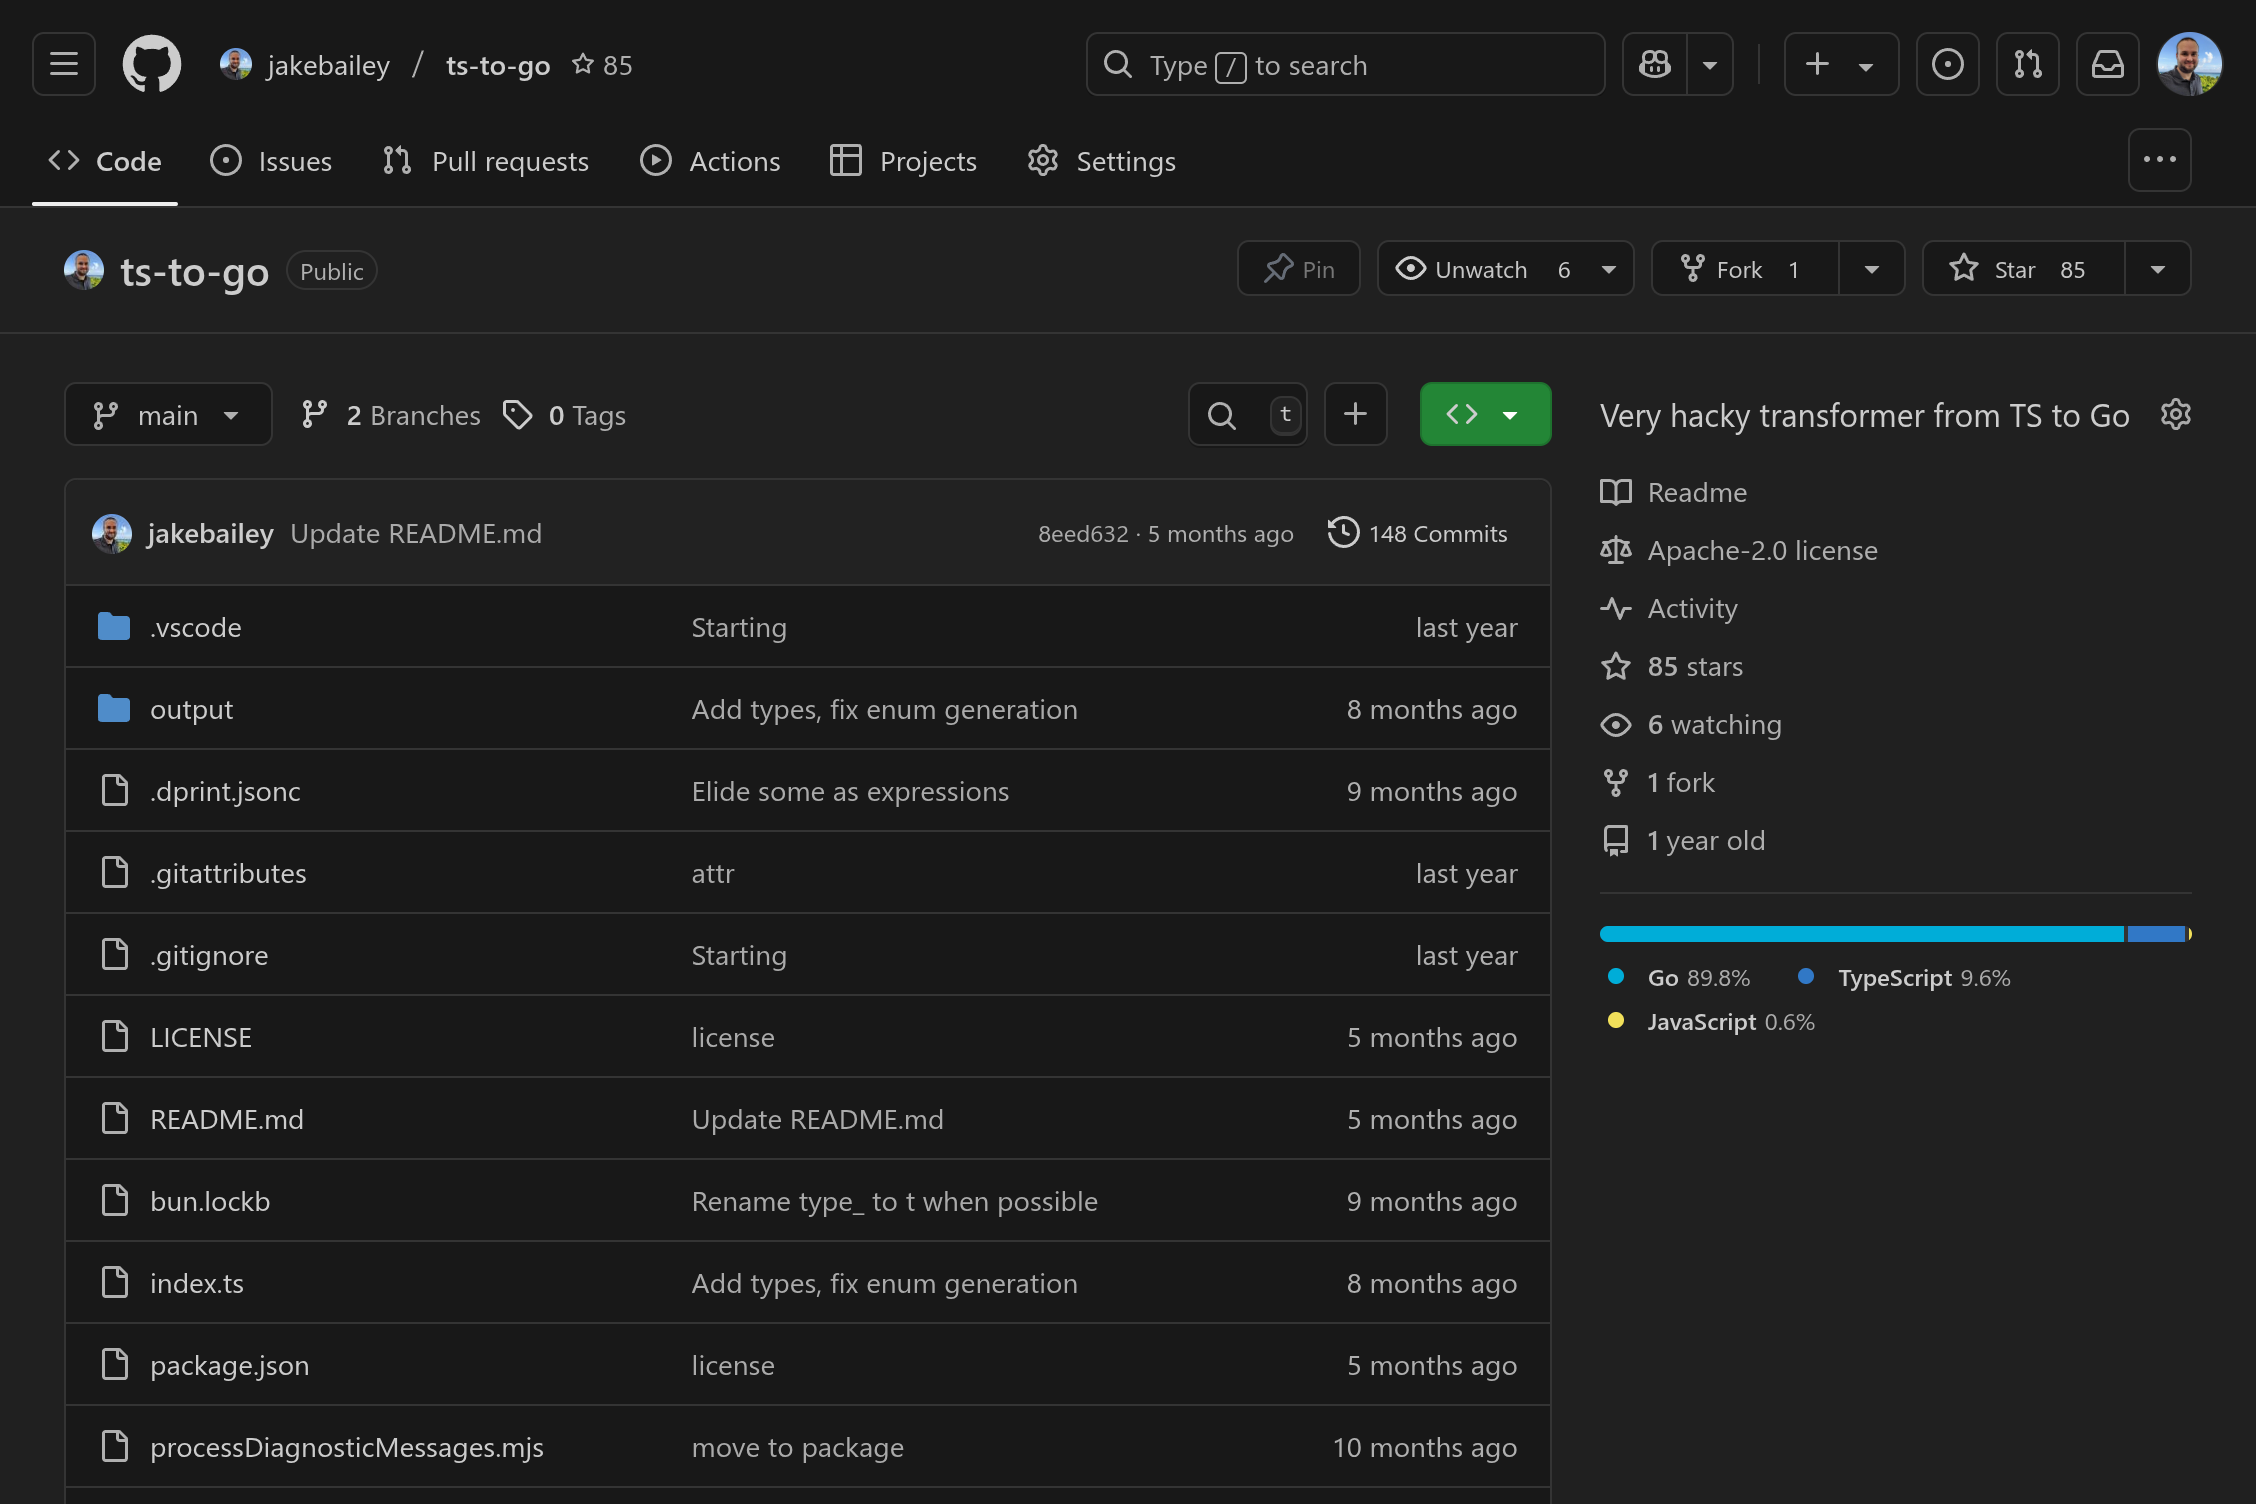 jakebailey / ts-to-go 85
Type / to search
Code Issues Pull requests Actions Projects Settings
ts-to-go Public
Pin Unwatch 6 Fork 1 Star 85
main 2 Branches 0 Tags t
jakebailey Update README.md 8eed632 · 5 months ago 148 Commits
.vscode Starting last year
output Add types, fix enum generation 8 months ago
.dprint.jsonc Elide some as expressions 9 months ago
.gitattributes attr last year
.gitignore Starting last year
LICENSE license 5 months ago
README.md Update README.md 5 months ago
bun.lockb Rename type_ to t when possible 9 months ago
index.ts Add types, fix enum generation 8 months ago
package.json license 5 months ago
processDiagnosticMessages.mjs move to package 10 months ago
Very hacky transformer from TS to Go
Readme
Apache-2.0 license
Activity
85 stars
6 watching
1 fork
1 year old
Go 89.8% TypeScript 9.6%
JavaScript 0.6%